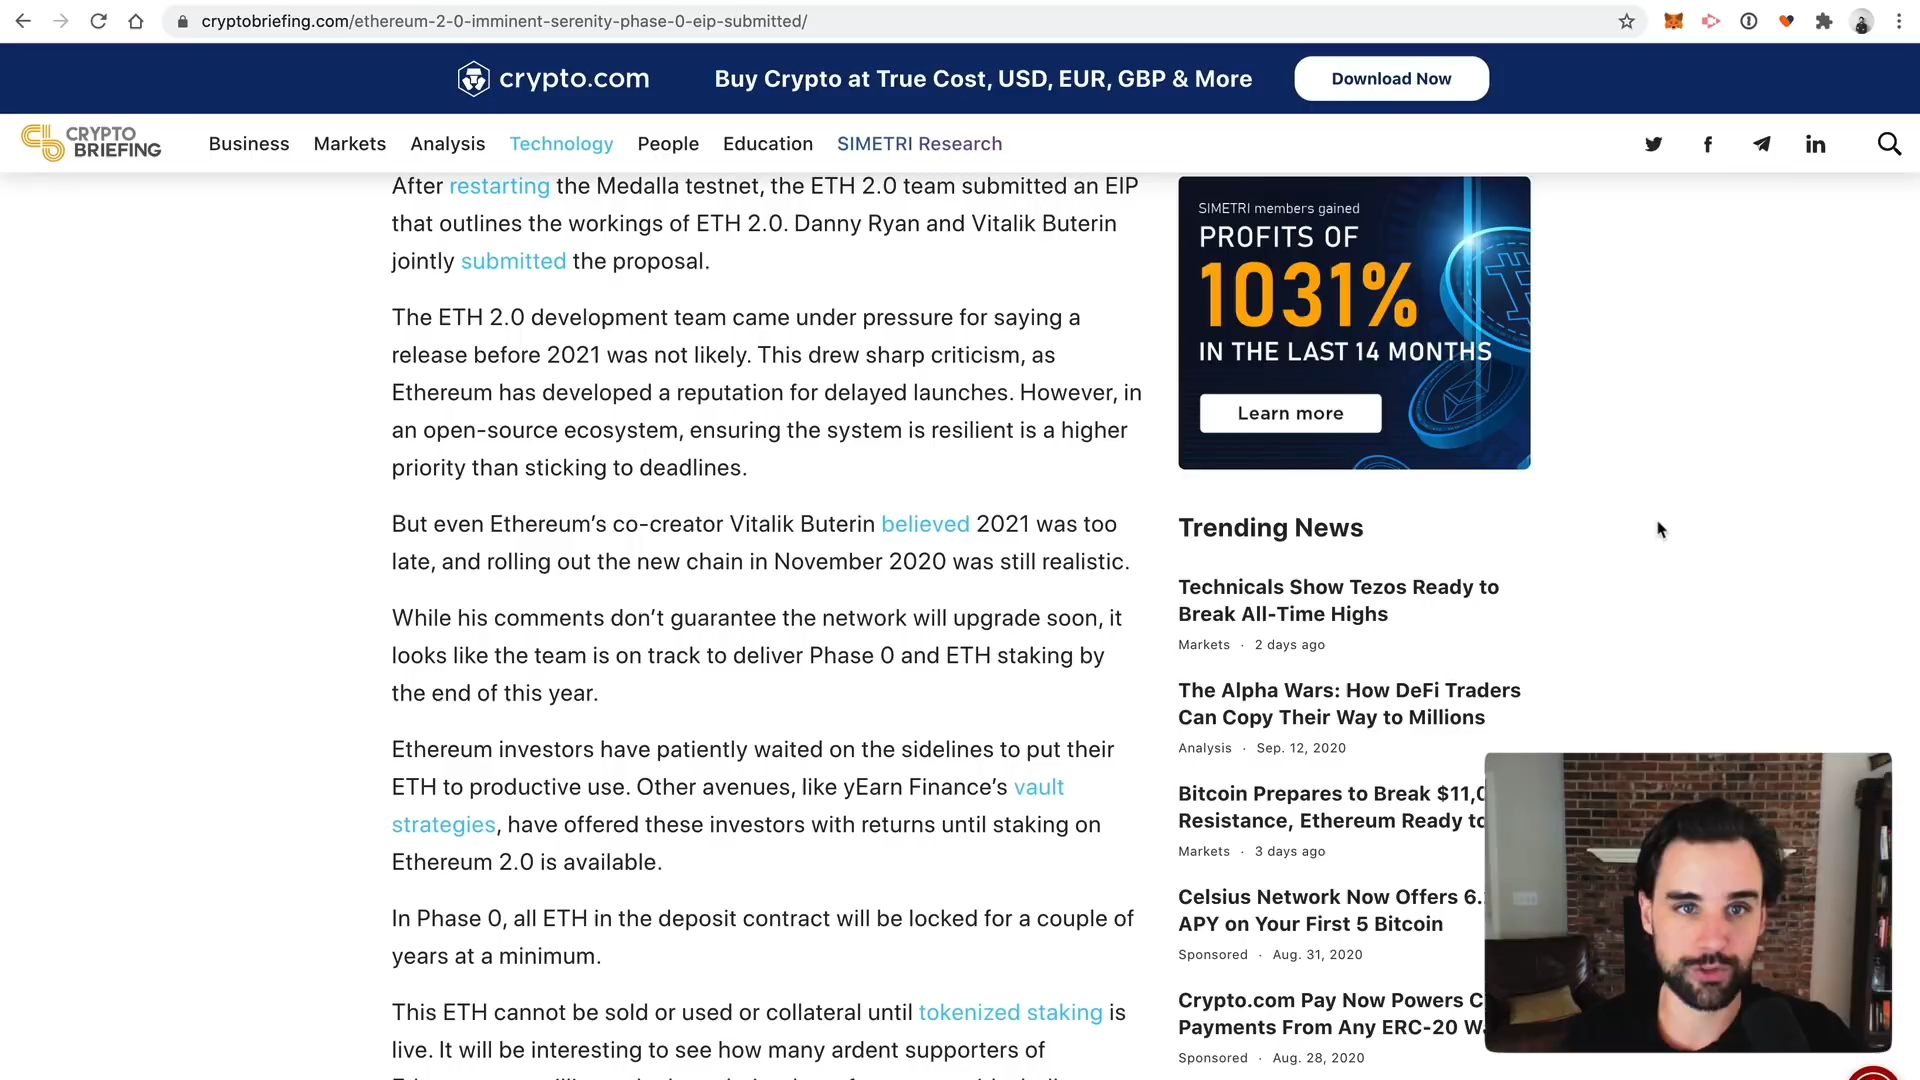 cryptobriefing.com/ethereum-2-0-imminent-serenity-phase-0-eip-submitted/
crypto.com
Buy Crypto at True Cost, USD, EUR, GBP & More
Download Now
CRYPTO
BRIEFING
Business
Markets
Analysis
Technology
People
Education
SIMETRI Research
After restarting the Medalla testnet, the ETH 2.0 team submitted an EIP
that outlines the workings of ETH 2.0. Danny Ryan and Vitalik Buterin
jointly submitted the proposal.
The ETH 2.0 development team came under pressure for saying a
release before 2021 was not likely. This drew sharp criticism, as
Ethereum has developed a reputation for delayed launches. However, in
an open-source ecosystem, ensuring the system is resilient is a higher
priority than sticking to deadlines.
But even Ethereum’s co-creator Vitalik Buterin believed 2021 was too
late, and rolling out the new chain in November 2020 was still realistic.
While his comments don’t guarantee the network will upgrade soon, it
looks like the team is on track to deliver Phase 0 and ETH staking by
the end of this year.
Ethereum investors have patiently waited on the sidelines to put their
ETH to productive use. Other avenues, like yEarn Finance’s vault
strategies, have offered these investors with returns until staking on
Ethereum 2.0 is available.
In Phase 0, all ETH in the deposit contract will be locked for a couple of
years at a minimum.
This ETH cannot be sold or used or collateral until tokenized staking is
live. It will be interesting to see how many ardent supporters of
SIMETRI members gained
PROFITS OF
1031%
IN THE LAST 14 MONTHS
Learn more
Trending News
Technicals Show Tezos Ready to
Break All-Time Highs
Markets · 2 days ago
The Alpha Wars: How DeFi Traders
Can Copy Their Way to Millions
Analysis · Sep. 12, 2020
Bitcoin Prepares to Break $11,0
Resistance, Ethereum Ready to
Markets · 3 days ago
Celsius Network Now Offers 6.
APY on Your First 5 Bitcoin
Sponsored · Aug. 31, 2020
Crypto.com Pay Now Powers C
Payments From Any ERC-20 W
Sponsored · Aug. 28, 2020